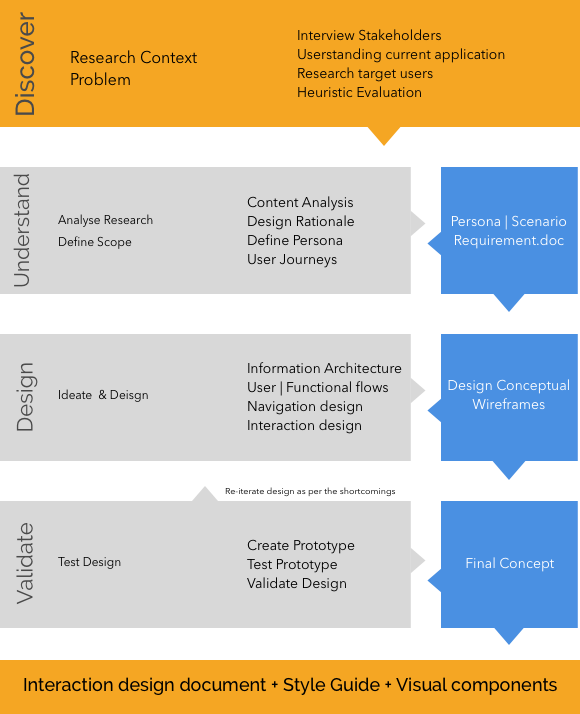 Discover
Research Context
Problem
Interview Stakeholders
Userstanding current application
Research target users
Heuristic Evaluation
Understand
Analyse Research
Define Scope
Content Analysis
Design Rationale
Define Persona
User Journeys
Persona | Scenario
Requirement.doc
Design
Ideate & Deisgn
Information Architecture
User | Functional flows
Navigation design
Interaction design
Design Conceptual
Wireframes
Re-iterate design as per the shortcomings
Validate
Test Design
Create Prototype
Test Prototype
Validate Design
Final Concept
Interaction design document + Style Guide + Visual components